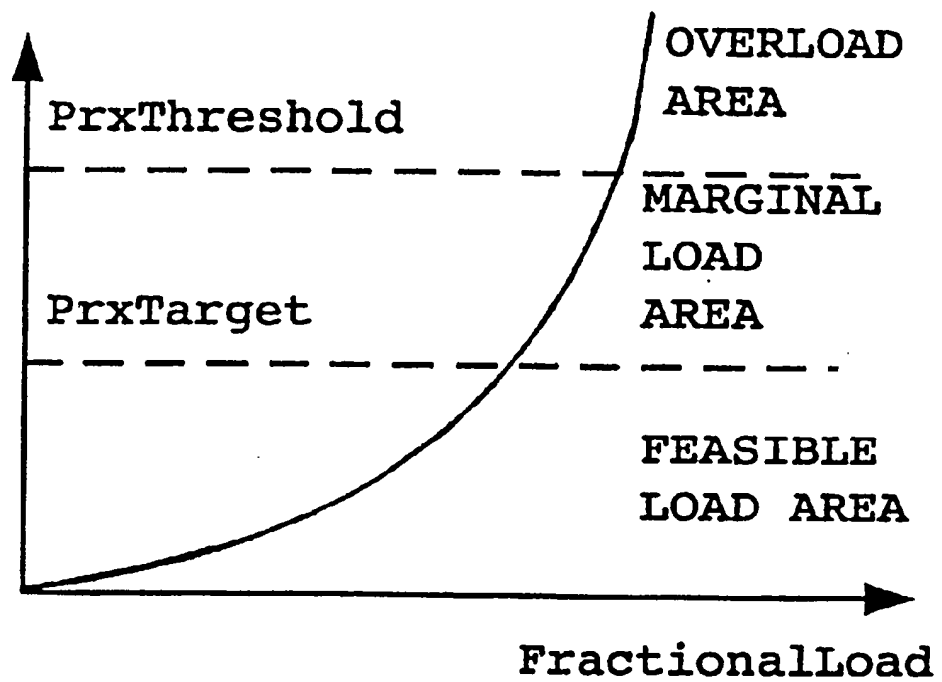 OVERLOAD
AREA
PrxThreshold
MARGINAL
LOAD
AREA
PrxTarget
FEASIBLE
LOAD AREA
FractionalLoad